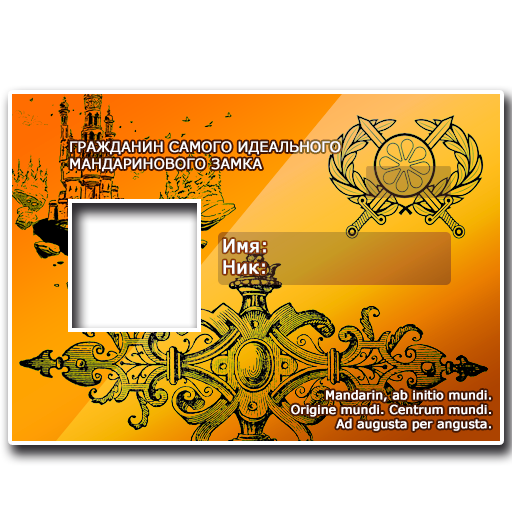 ГРАЖДАНИН САМОГО ИДЕАЛЬНОГО
МАНДАРИНОВОГО ЗАМКА
Имя:
Ник:
Mandarin, ab initio mundi.
Origine mundi. Centrum mundi.
Ad augusta per angusta.